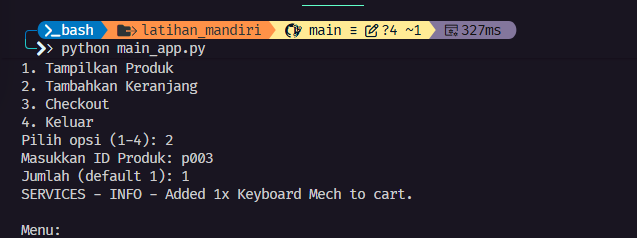 bash latihan_mandiri main ≡ ?4 ~1 327ms
python main_app.py
1. Tampilkan Produk
2. Tambahkan Keranjang
3. Checkout
4. Keluar
Pilih opsi (1-4): 2
Masukkan ID Produk: p003
Jumlah (default 1): 1
SERVICES - INFO - Added 1x Keyboard Mech to cart.
Menu: